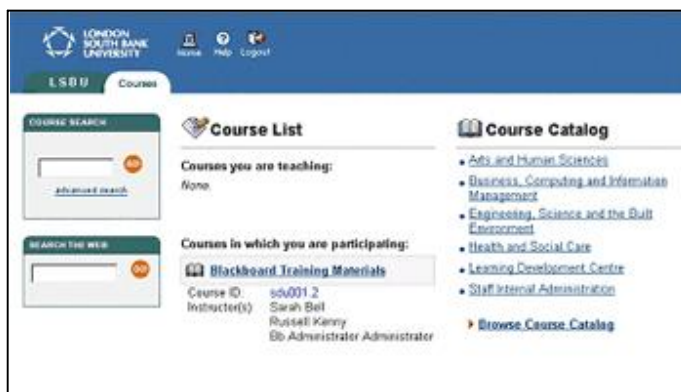 LONDON
SOUTH BANK
UNIVERSITY
Home Help Logout
LSBU Courses
COURSE SEARCH
GO!
advanced search
SEARCH THE WEB
GO!
Course List
Courses you are teaching:
None.
Courses in which you are participating:
Blackboard Training Materials
Course ID: sdu001.2
Instructor(s) Sarah Bell
Russell Kenny
Bb Administrater Administrater
Course Catalog
Arts and Human Sciences
Business, Computing and Information
Management
Engineering, Science and the Built
Environment
Health and Social Care
Learning Development Centre
Staff Internal Administration
Browse Course Catalog